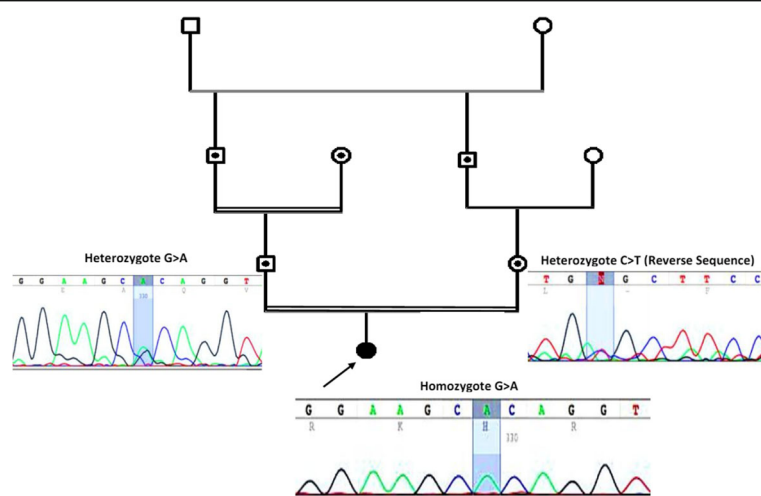 Heterozygote G>A
G G A A G C A C A G G T
Heterozygote C>T (Reverse Sequence)
T G N G C T T C C
Homozygote G>A
G G A A G C A C A G G T
R K H R
330